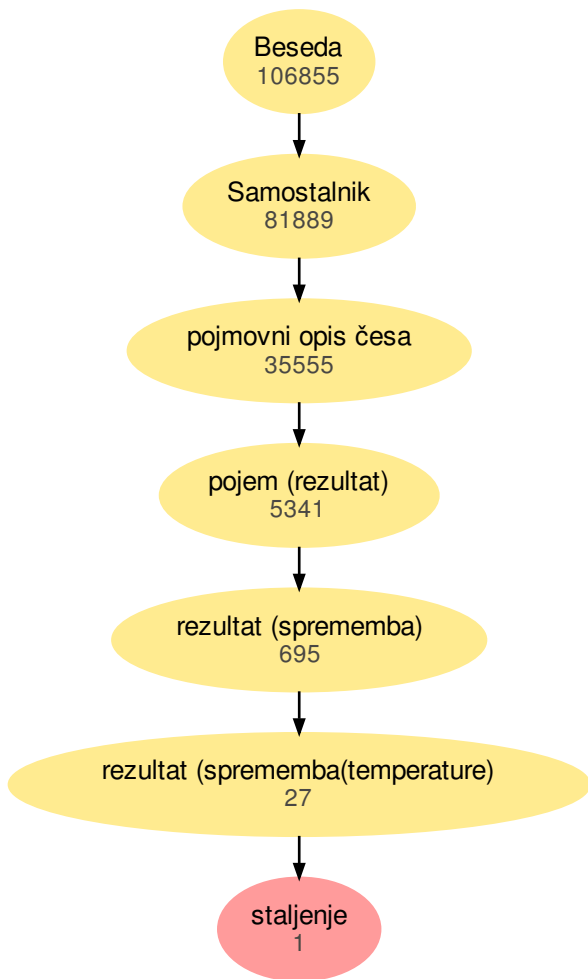 Beseda
106855
Samostalnik
81889
pojmovni opis česa
35555
pojem (rezultat)
5341
rezultat (sprememba)
695
rezultat (sprememba(temperature)
27
staljenje
1